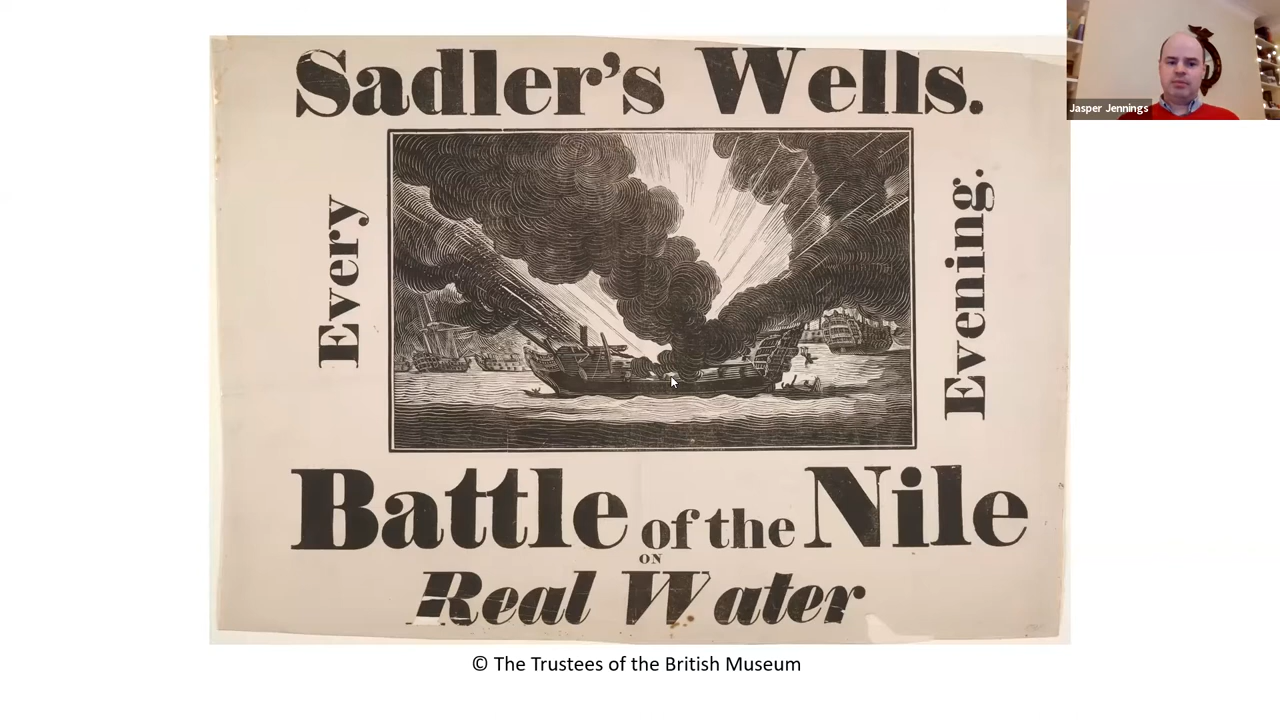 Sadler's Wells.
Every
Evening.
Battle of the Nile
ON
Real Water
© The Trustees of the British Museum
Jasper Jennings